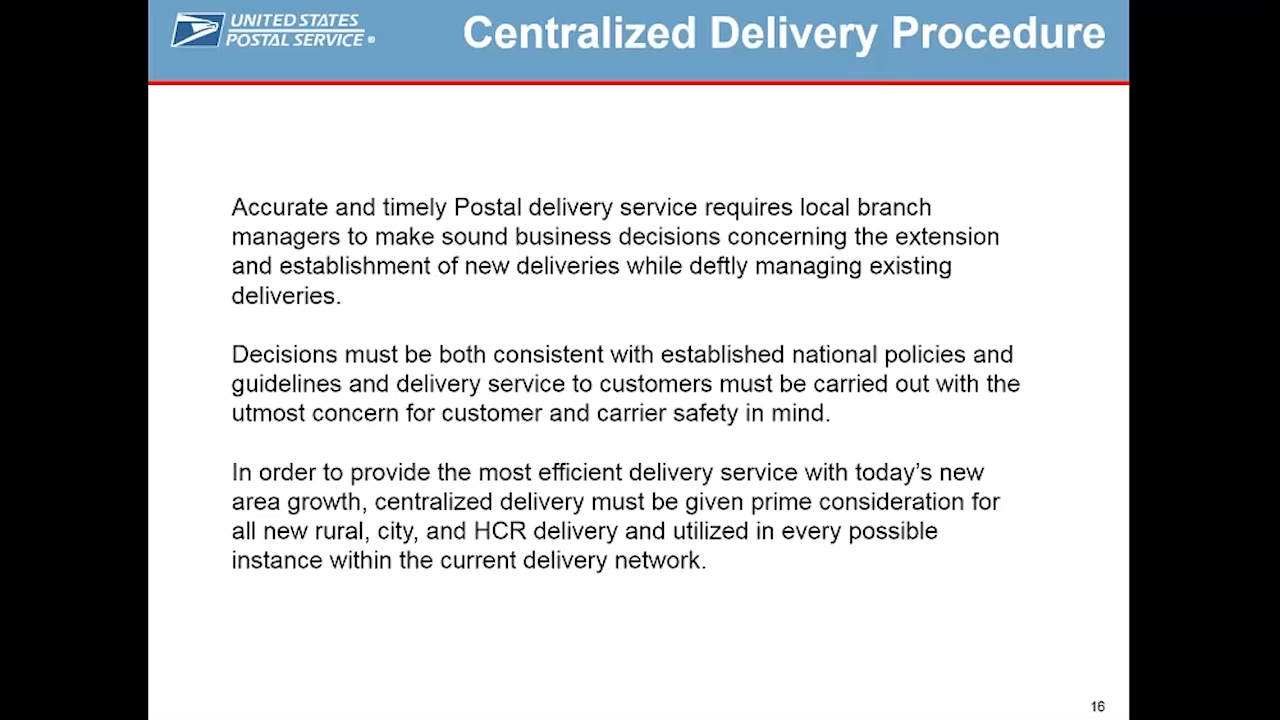 UNITED STATES
POSTAL SERVICE ®
Centralized Delivery Procedure
Accurate and timely Postal delivery service requires local branch
managers to make sound business decisions concerning the extension
and establishment of new deliveries while deftly managing existing
deliveries.
Decisions must be both consistent with established national policies and
guidelines and delivery service to customers must be carried out with the
utmost concern for customer and carrier safety in mind.
In order to provide the most efficient delivery service with today’s new
area growth, centralized delivery must be given prime consideration for
all new rural, city, and HCR delivery and utilized in every possible
instance within the current delivery network.
16